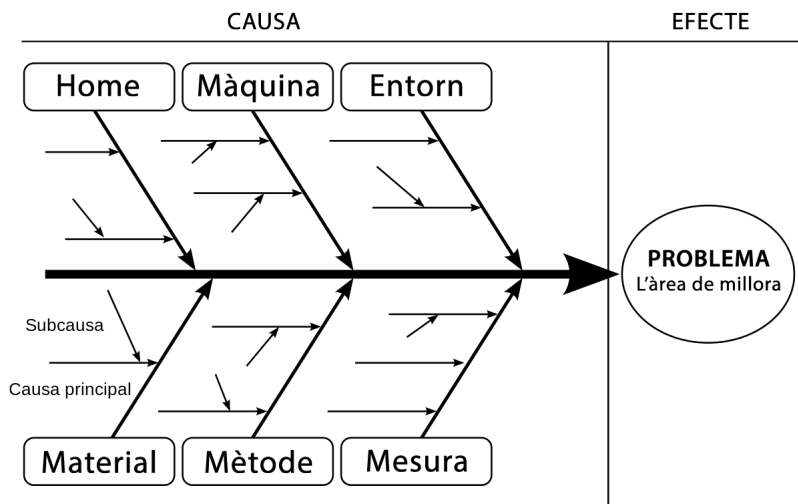 CAUSA
EFECTE
Home
Màquina
Entorn
PROBLEMA
L'àrea de millora
Subcausa
Causa principal
Material
Mètode
Mesura